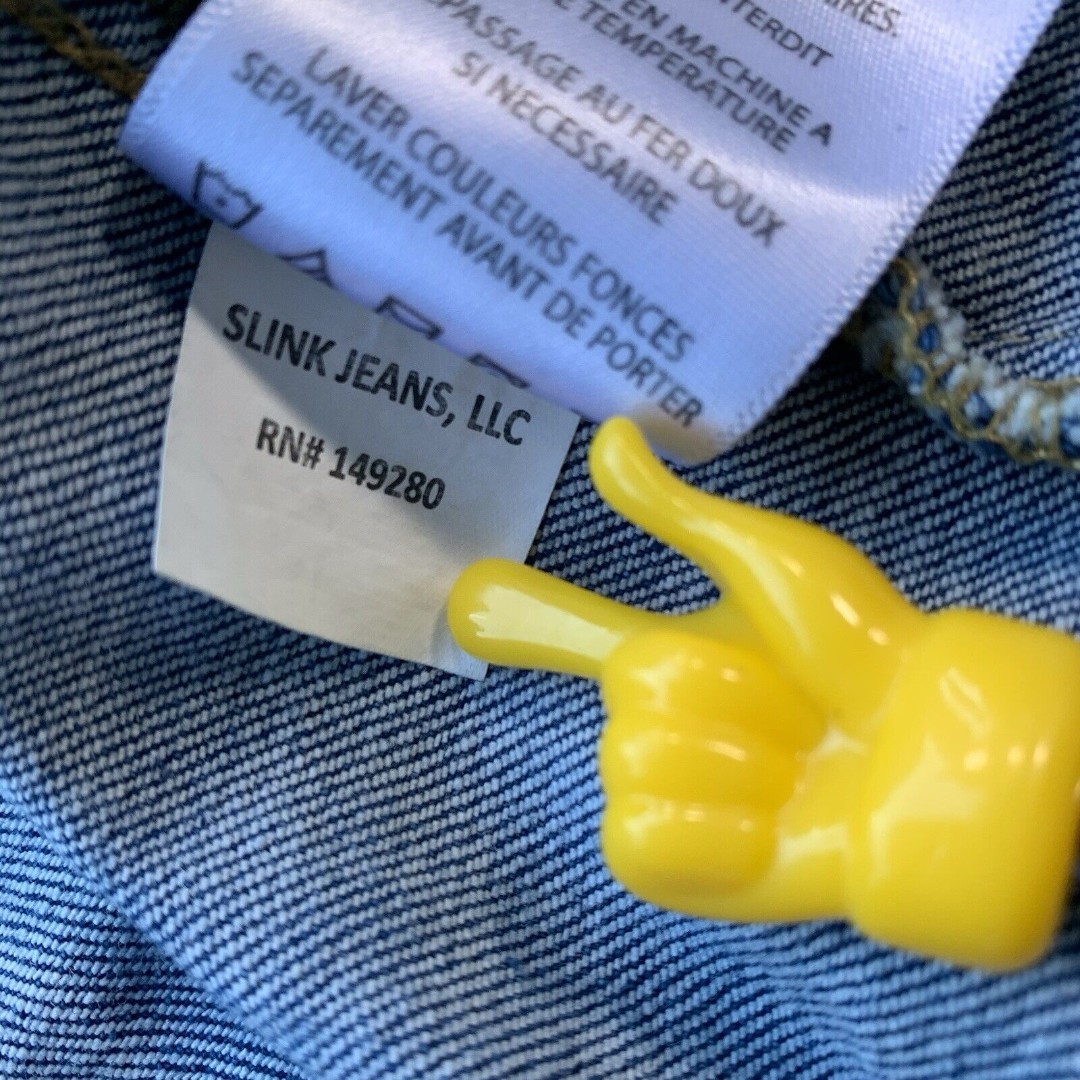 INTERDIT
EN MACHINE A
TEMPERATURE
AU FER DOUX
SI NECESSAIRE
LAVER COULEURS FONCES
SEPAREMENT AVANT DE PORTER
SLINK JEANS, LLC
RN# 149280